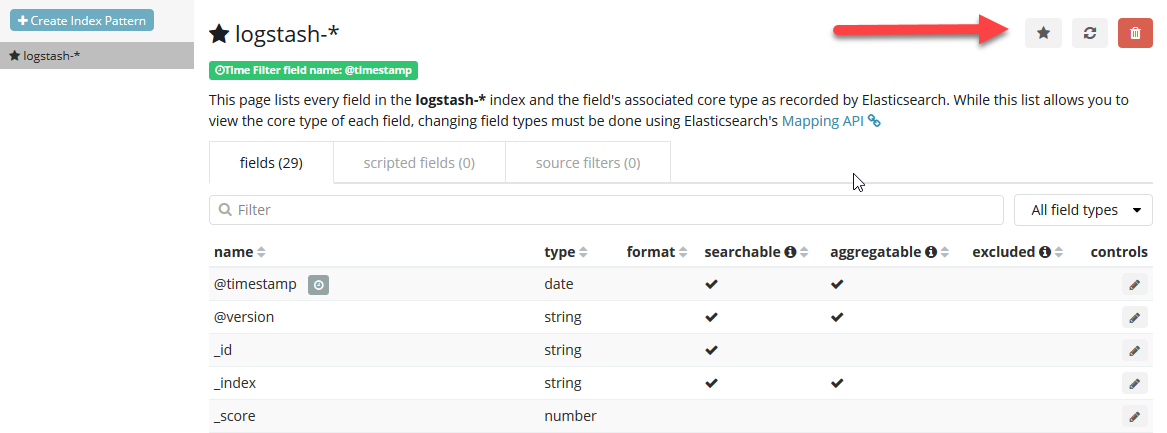 Create Index Pattern
logstash-*
logstash-*
Time Filter field name: @timestamp
This page lists every field in the logstash-* index and the field's associated core type as recorded by Elasticsearch. While this list allows you to
view the core type of each field, changing field types must be done using Elasticsearch's Mapping API
fields (29) scripted fields (0) source filters (0)
Filter All field types
name type format searchable aggregatable excluded controls
@timestamp date
@version string
_id string
_index string
_score number